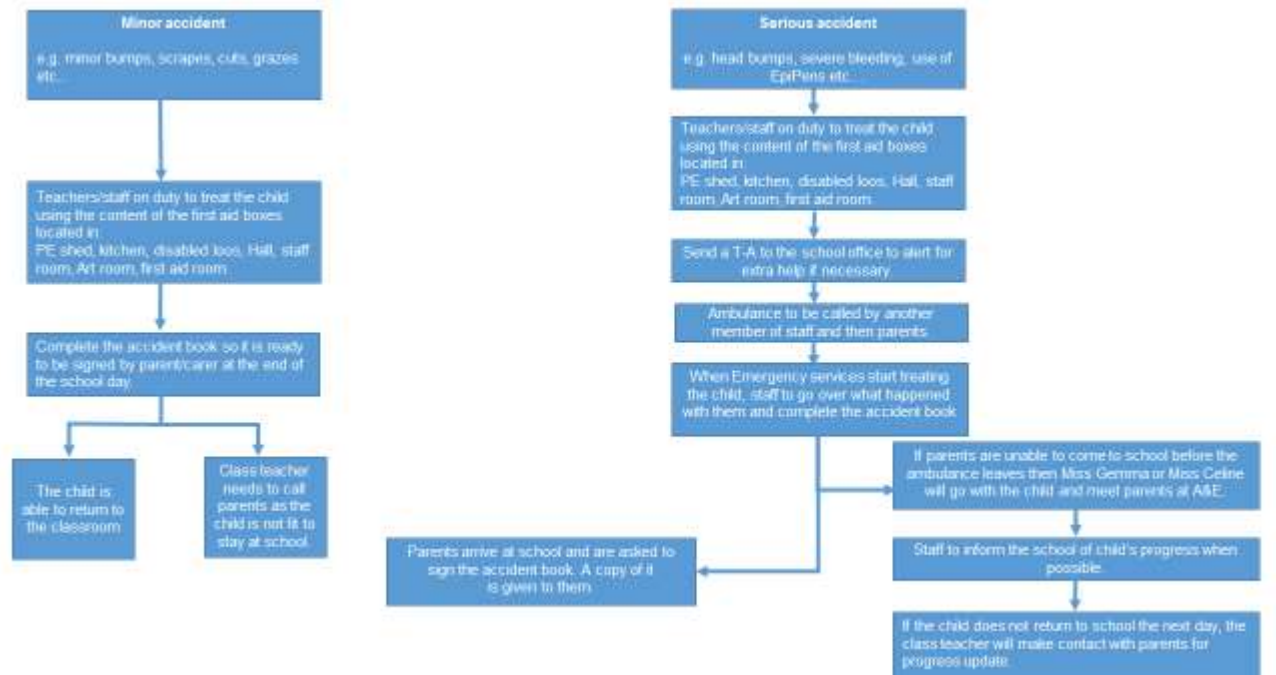 Minor accident
e.g. minor bumps, scrapes, cuts, grazes
etc...
Teachers/staff on duty to treat the child
using the content of the first aid boxes
located in:
PE shed, kitchen, disabled loos, Hall, staff
room, Art room, first aid room.
Complete the accident book so it is ready
to be signed by parent/carer at the end of
the school day.
The child is
able to return to
the classroom
Class teacher
needs to call
parents as the
child is not fit to
stay at school.
Serious accident
e.g. head bumps, severe bleeding, use of
EpiPens etc...
Teachers/staff on duty to treat the child
using the content of the first aid boxes
located in:
PE shed, kitchen, disabled loos, Hall, staff
room, Art room, first aid room.
Send a T-A to the school office to alert for
extra help if necessary
Ambulance to be called by another
member of staff and then parents
When Emergency services start treating
the child, staff to go over what happened
with them and complete the accident book
If parents are unable to come to school before the
ambulance leaves then Miss Gemma or Miss Celine
will go with the child and meet parents at A&E.
Staff to inform the school of child's progress when
possible.
If the child does not return to school the next day, the
class teacher will make contact with parents for
progress update.
Parents arrive at school and are asked to
sign the accident book. A copy of it
is given to them.